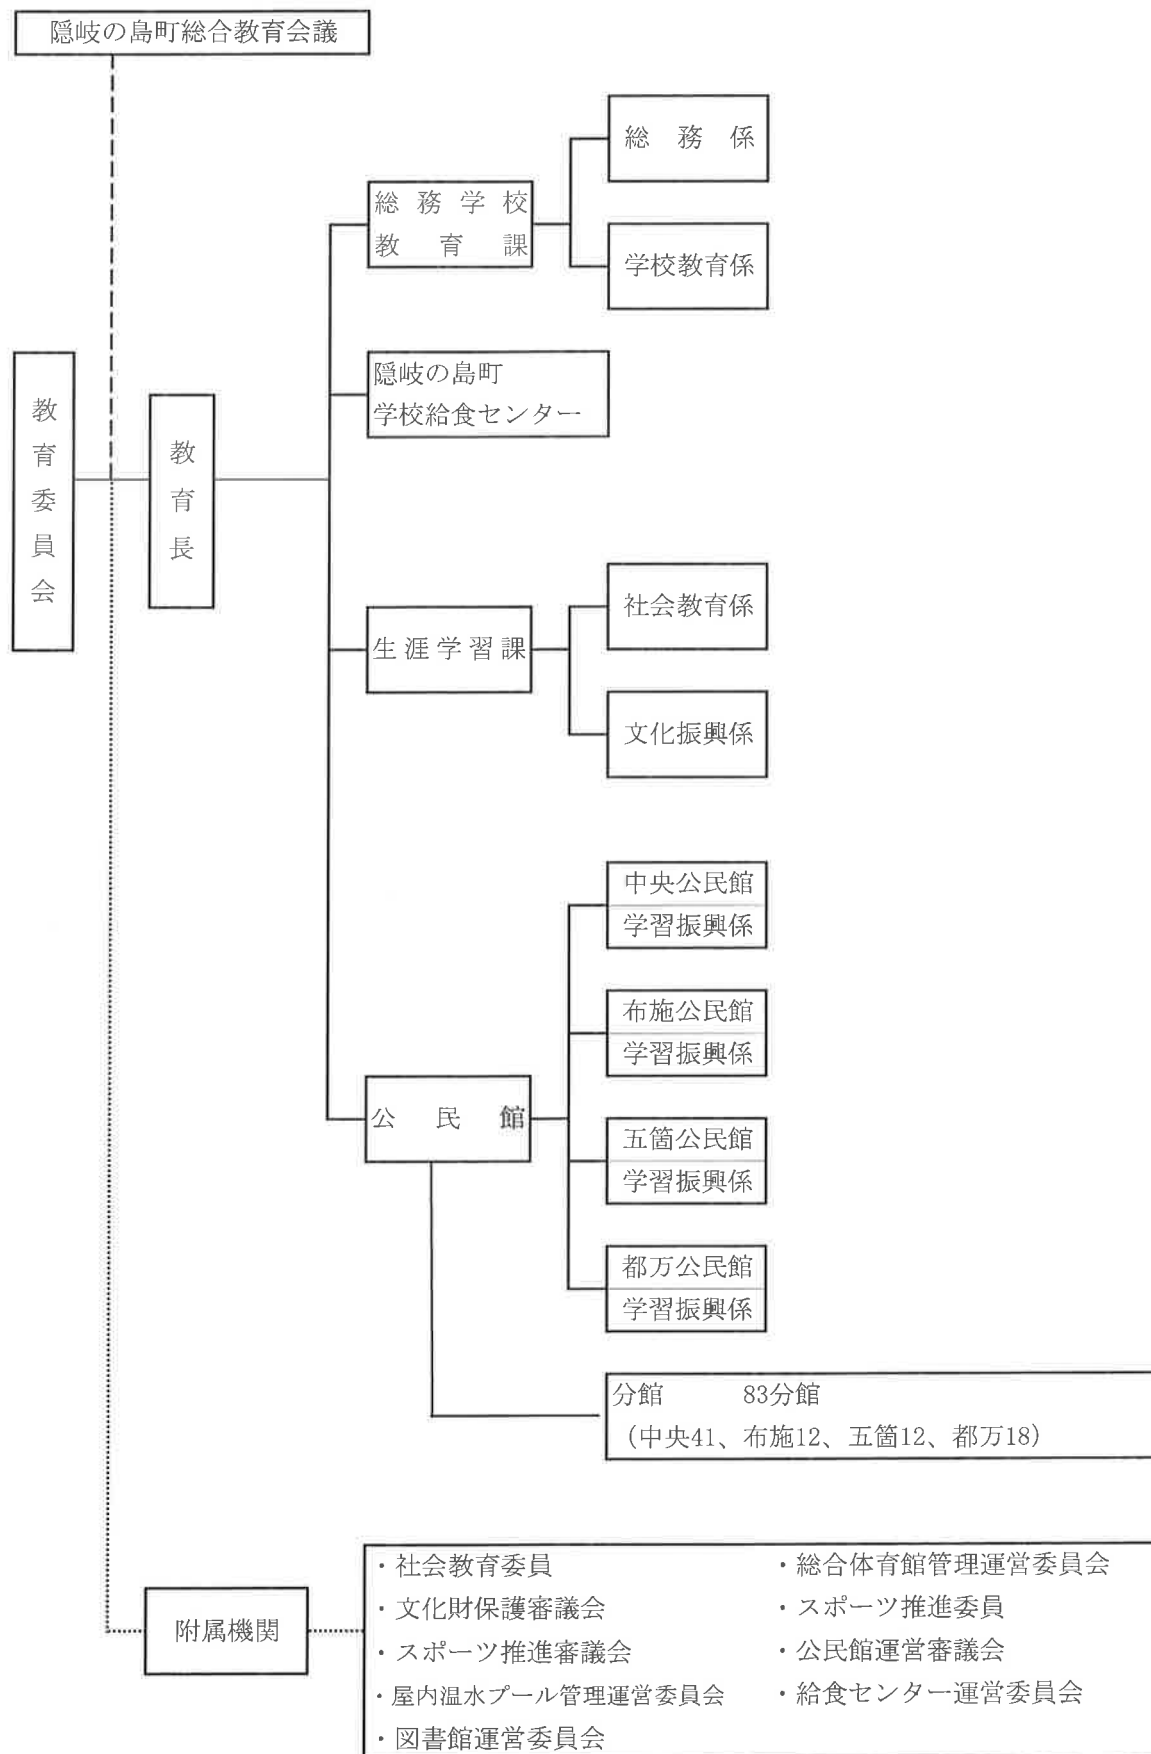 隠岐の島町総合教育会議
総務係
総務学校
教育課
学校教育係
隠岐の島町
学校給食センター
教育委員会
教育長
社会教育係
生涯学習課
文化振興係
中央公民館
学習振興係
布施公民館
学習振興係
公民館
五箇公民館
学習振興係
都万公民館
学習振興係
分館 83分館
(中央41、布施12、五箇12、都万18)
附属機関
・社会教育委員
・文化財保護審議会
・スポーツ推進審議会
・屋内温水プール管理運営委員会
・図書館運営委員会
・総合体育館管理運営委員会
・スポーツ推進委員
・公民館運営審議会
・給食センター運営委員会